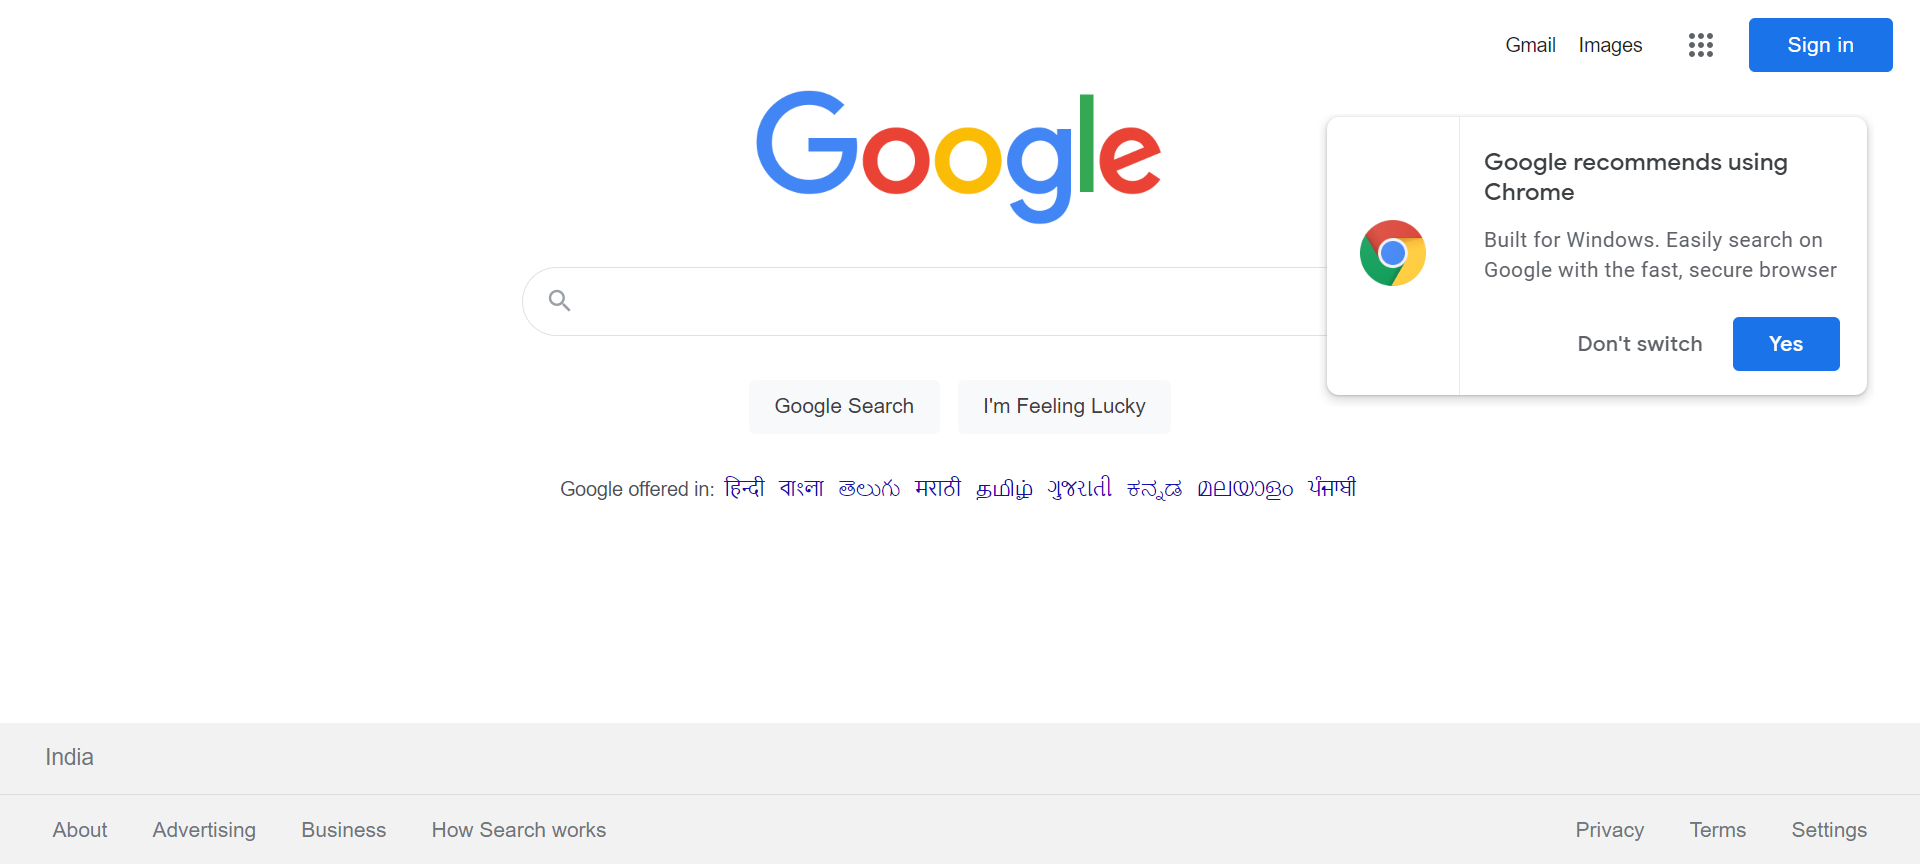 Gmail Images Sign in
Google
Google recommends using
Chrome
Built for Windows. Easily search on
Google with the fast, secure browser
Don't switch Yes
Google Search I'm Feeling Lucky
Google offered in: हिन्दी বাংলা తెలుగు मराठी தமிழ் ગુજરાતી ಕನ್ನಡ മലയാളം ਪੰਜਾਬੀ
India
About Advertising Business How Search works Privacy Terms Settings